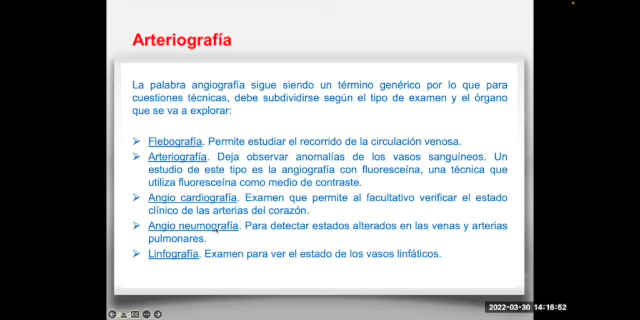 Arteriografía
La palabra angiografía sigue siendo un término genérico por lo que para
cuestiones técnicas, debe subdividirse según el tipo de examen y el órgano
que se va a explorar:
➢ Flebografía. Permite estudiar el recorrido de la circulación venosa.
➢ Arteriografía. Deja observar anomalías de los vasos sanguíneos. Un
estudio de este tipo es la angiografía con fluoresceína, una técnica que
utiliza fluoresceína como medio de contraste.
➢ Angio cardiografía. Examen que permite al facultativo verificar el estado
clínico de las arterias del corazón.
➢ Angio neumografía. Para detectar estados alterados en las venas y arterias
pulmonares.
➢ Linfografía. Examen para ver el estado de los vasos linfáticos.
2022-03-30 14:16:52